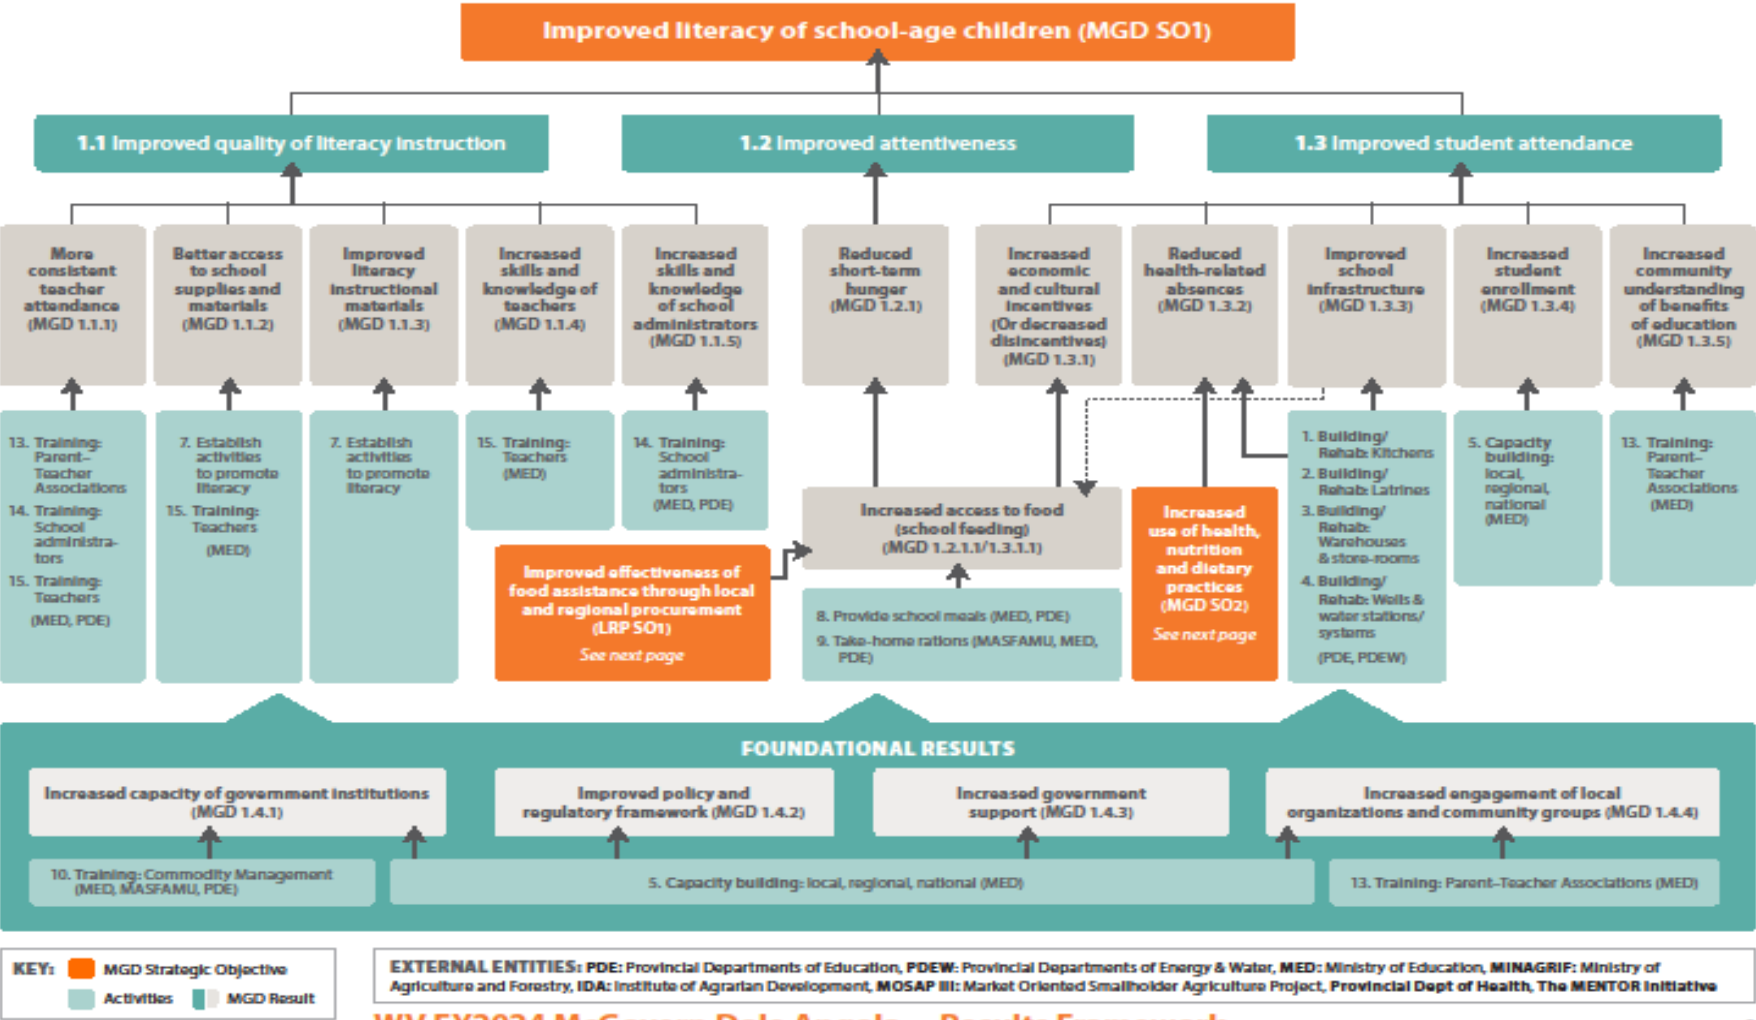 Improved literacy of school-age children (MGD SO1)
1.1 Improved quality of literacy instruction
1.2 Improved attentiveness
1.3 Improved student attendance
More
consistent
teacher
attendance
(MGD 1.1.1)
Better access
to school
supplies and
materials
(MGD 1.1.2)
Improved
literacy
instructional
materials
(MGD 1.1.3)
Increased
skills and
knowledge of
teachers
(MGD 1.1.4)
Increased
skills and
knowledge
of school
administrators
(MGD 1.1.5)
Reduced
short-term
hunger
(MGD 1.2.1)
Increased
economic
and cultural
incentives
(Or decreased
disincentives)
(MGD 1.3.1)
Reduced
health-related
absences
(MGD 1.3.2)
Improved
school
infrastructure
(MGD 1.3.3)
Increased
student
enrollment
(MGD 1.3.4)
Increased
community
understanding
of benefits
of education
(MGD 1.3.5)
13. Training:
Parent–
Teacher
Associations
14. Training:
School
administra-
tors
15. Training:
Teachers
(MED, PDE)
7. Establish
activities
to promote
literacy
15. Training:
Teachers
(MED)
7. Establish
activities
to promote
literacy
15. Training:
Teachers
(MED)
14. Training:
School
administra-
tors
(MED, PDE)
Improved effectiveness of
food assistance through local
and regional procurement
(LRP SO1)
See next page
Increased access to food
(school feeding)
(MGD 1.2.1.1/1.3.1.1)
8. Provide school meals (MED, PDE)
9. Take-home rations (MASFAMU, MED,
PDE)
Increased
use of health,
nutrition
and dietary
practices
(MGD SO2)
See next page
1. Building/
Rehab: Kitchens
2. Building/
Rehab: Latrines
3. Building/
Rehab:
Warehouses
& store-rooms
4. Building/
Rehab: Wells &
water stations/
systems
(PDE, PDEW)
5. Capacity
building:
local,
regional,
national
(MED)
13. Training:
Parent–
Teacher
Associations
(MED)
FOUNDATIONAL RESULTS
Increased capacity of government institutions
(MGD 1.4.1)
Improved policy and
regulatory framework (MGD 1.4.2)
Increased government
support (MGD 1.4.3)
Increased engagement of local
organizations and community groups (MGD 1.4.4)
10. Training: Commodity Management
(MED, MASFAMU, PDE)
5. Capacity building: local, regional, national (MED)
13. Training: Parent–Teacher Associations (MED)
KEY:
MGD Strategic Objective
Activities
MGD Result
EXTERNAL ENTITIES: PDE: Provincial Departments of Education, PDEW: Provincial Departments of Energy & Water, MED: Ministry of Education, MINAGRIF: Ministry of
Agriculture and Forestry, IDA: Institute of Agrarian Development, MOSAP III: Market Oriented Smallholder Agriculture Project, Provincial Dept of Health, The MENTOR Initiative